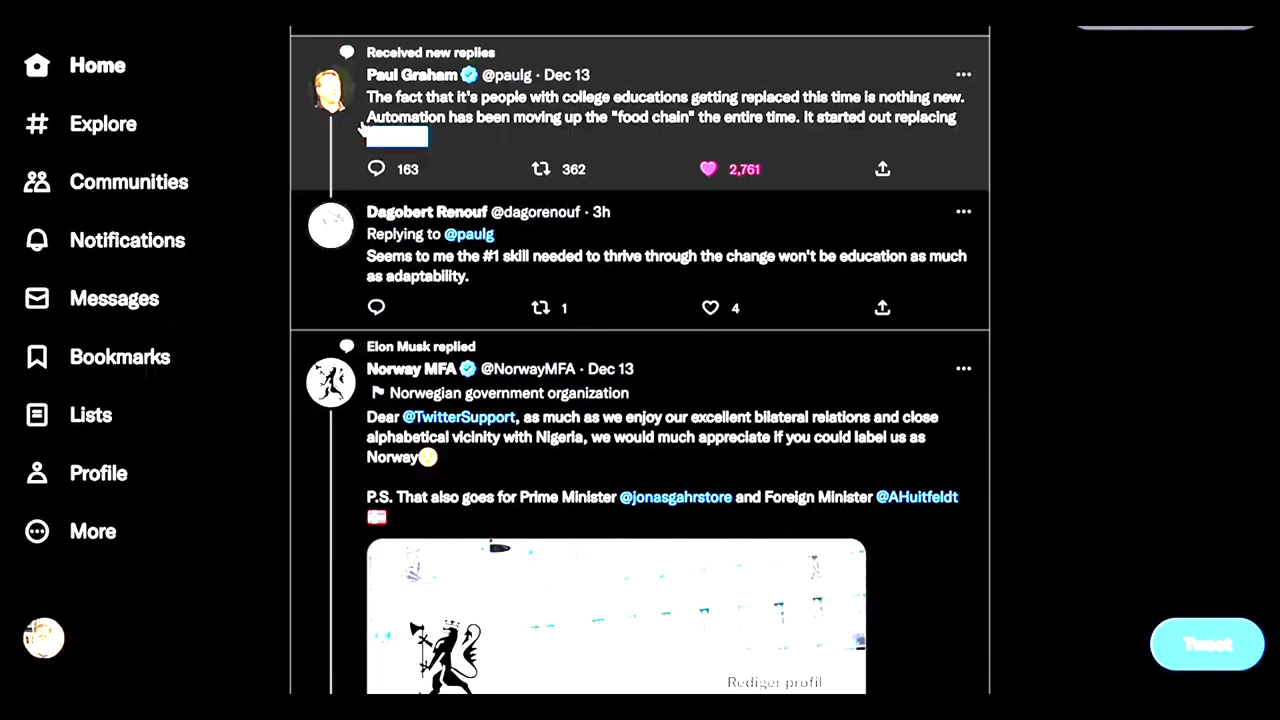 Home
Explore
Communities
Notifications
Messages
Bookmarks
Lists
Profile
More
Received new replies
Paul Graham @paulg · Dec 13
The fact that it's people with college educations getting replaced this time is nothing new.
Automation has been moving up the "food chain" the entire time. It started out replacing
163 362 2,761
Dagobert Renouf @dagorenouf · 3h
Replying to @paulg
Seems to me the #1 skill needed to thrive through the change won't be education as much
as adaptability.
1 4
Elon Musk replied
Norway MFA @NorwayMFA · Dec 13
Norwegian government organization
Dear @TwitterSupport, as much as we enjoy our excellent bilateral relations and close
alphabetical vicinity with Nigeria, we would much appreciate if you could label us as
Norway
P.S. That also goes for Prime Minister @jonasgahrstore and Foreign Minister @AHuitfeldt
Rediger profil
Tweet